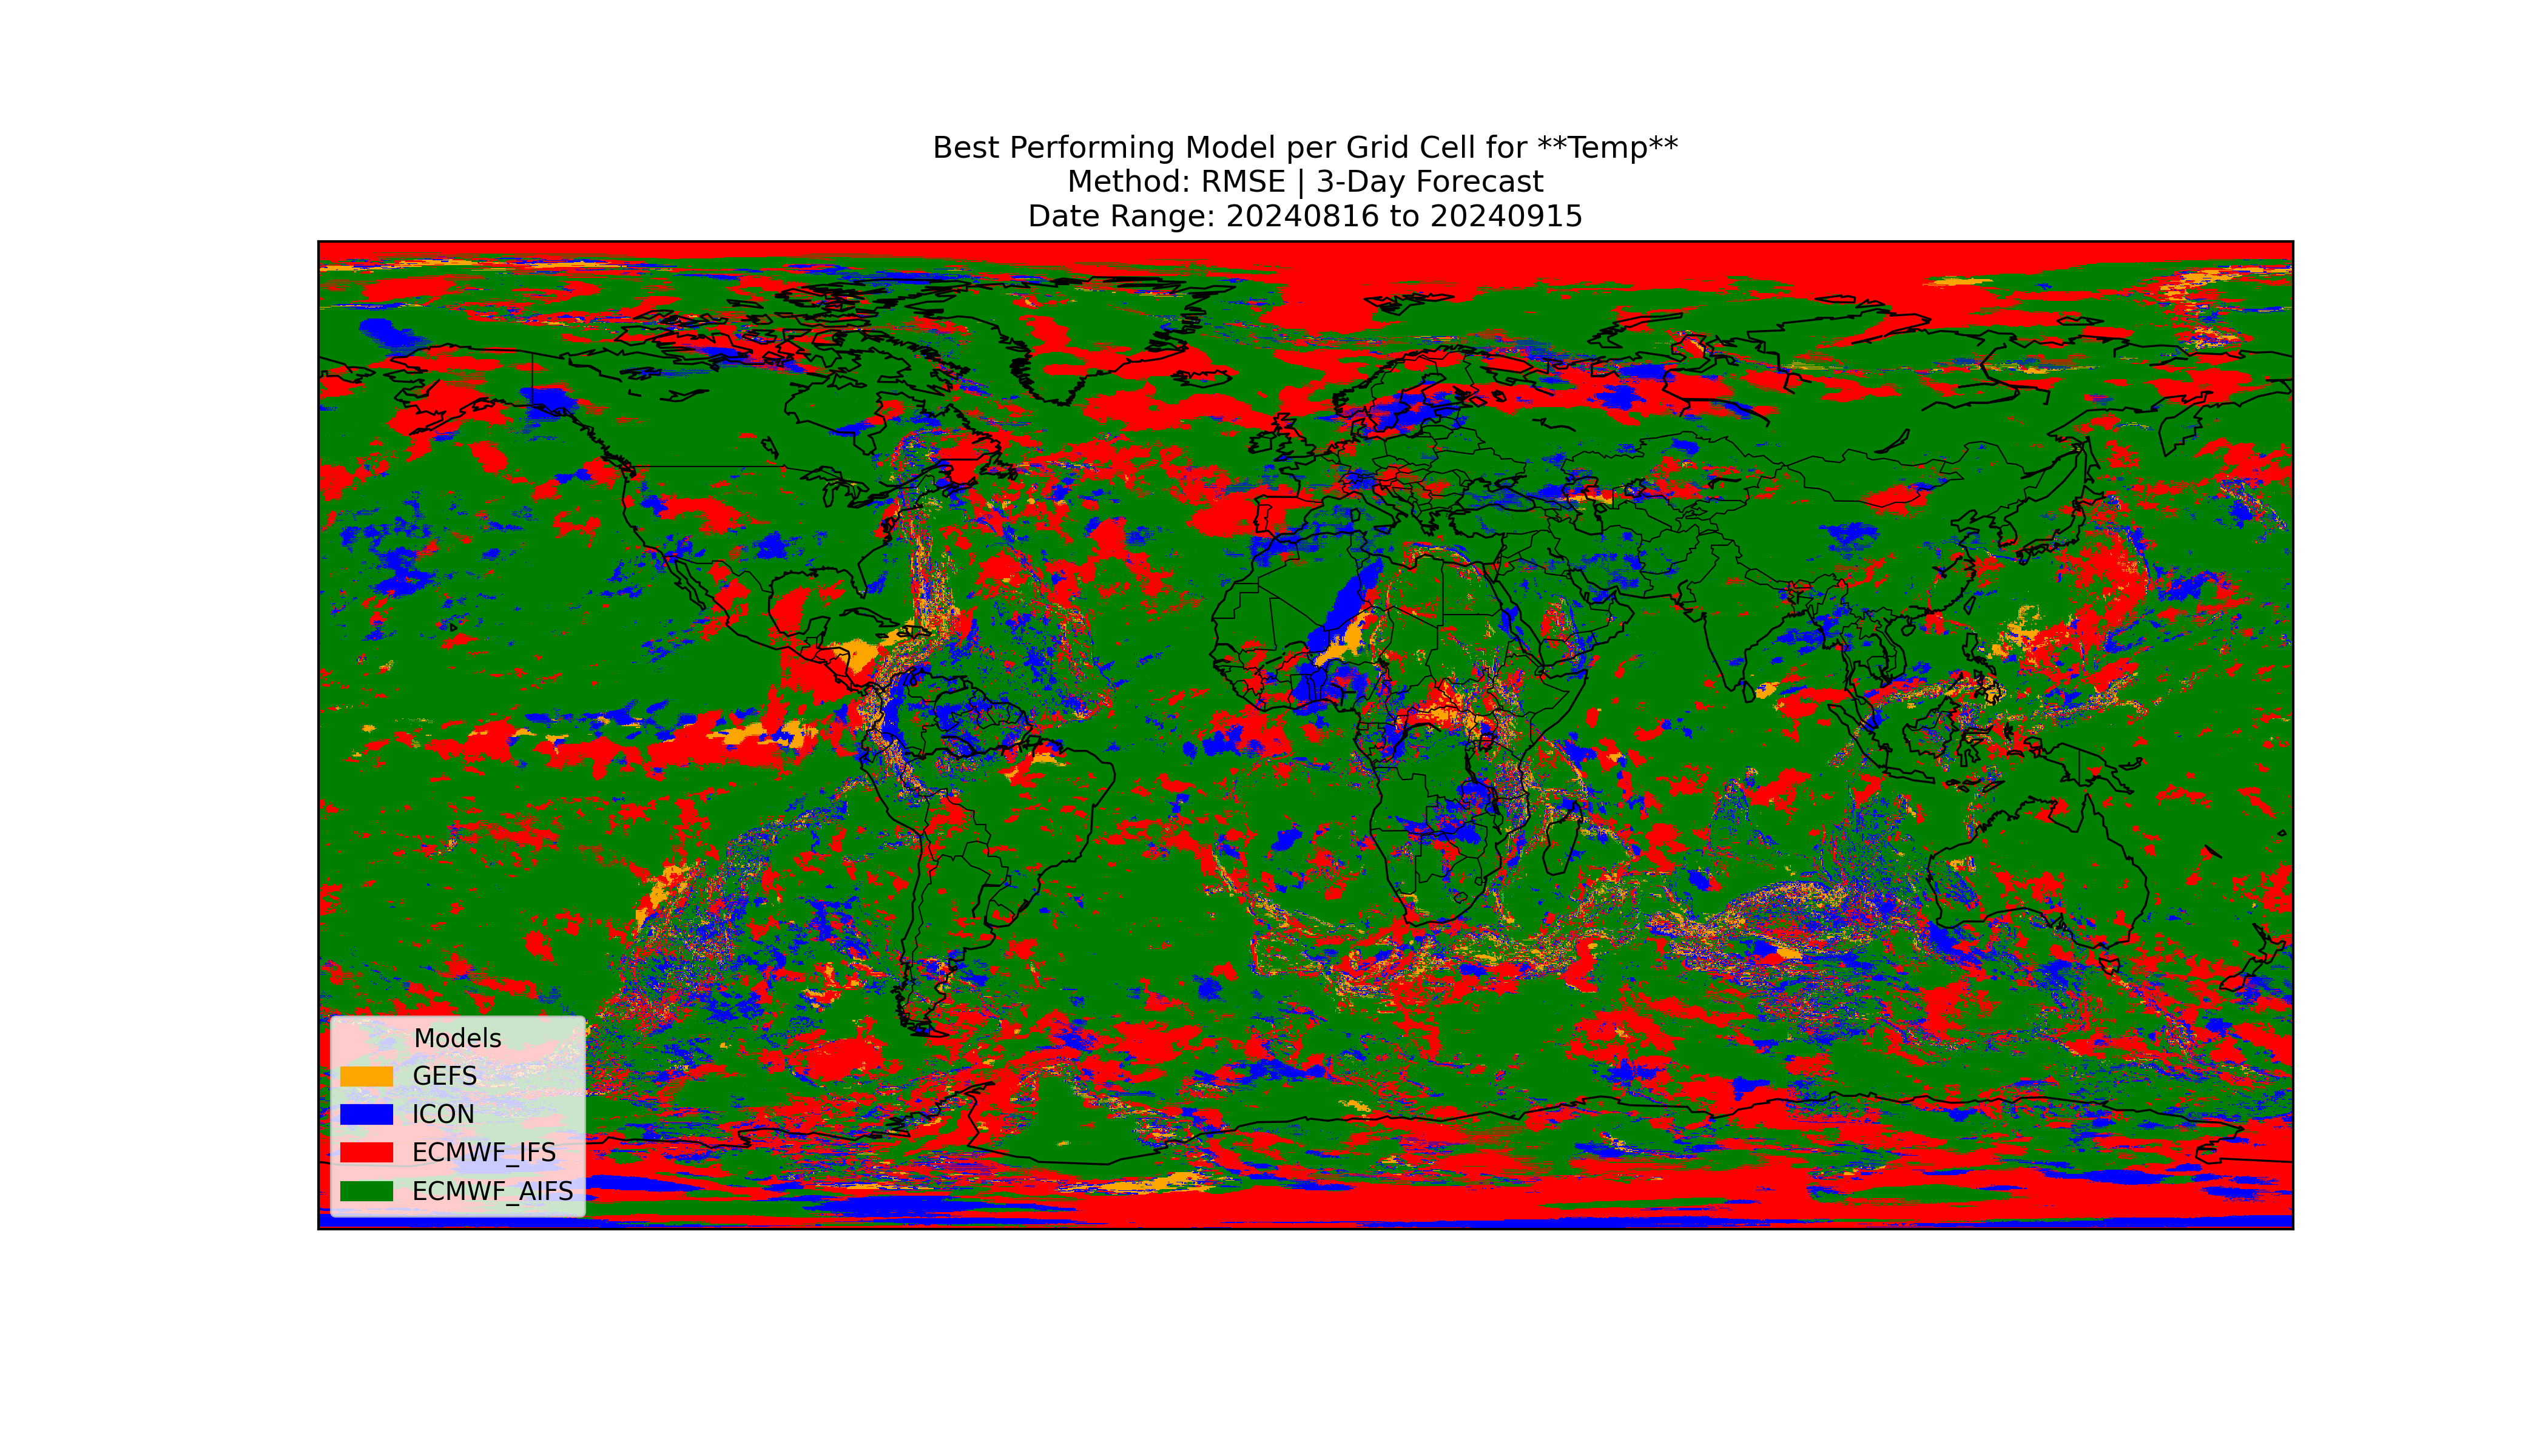 Best Performing Model per Grid Cell for **Temp**
Method: RMSE | 3-Day Forecast
Date Range: 20240816 to 20240915
Models
GEFS
ICON
ECMWF_IFS
ECMWF_AIFS